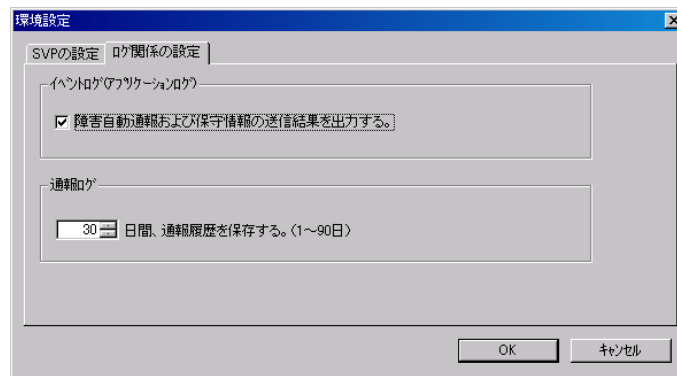 環境設定
SVPの設定 ﾛｸﾞ関係の設定
ｲﾍﾞﾝﾄﾛｸﾞ(ｱﾌﾟﾘｹｰｼｮﾝﾛｸﾞ)
障害自動通報および保守情報の送信結果を出力する。
通報ﾛｸﾞ
30 日間、通報履歴を保存する。(1～90日)
OK ｷｬﾝｾﾙ